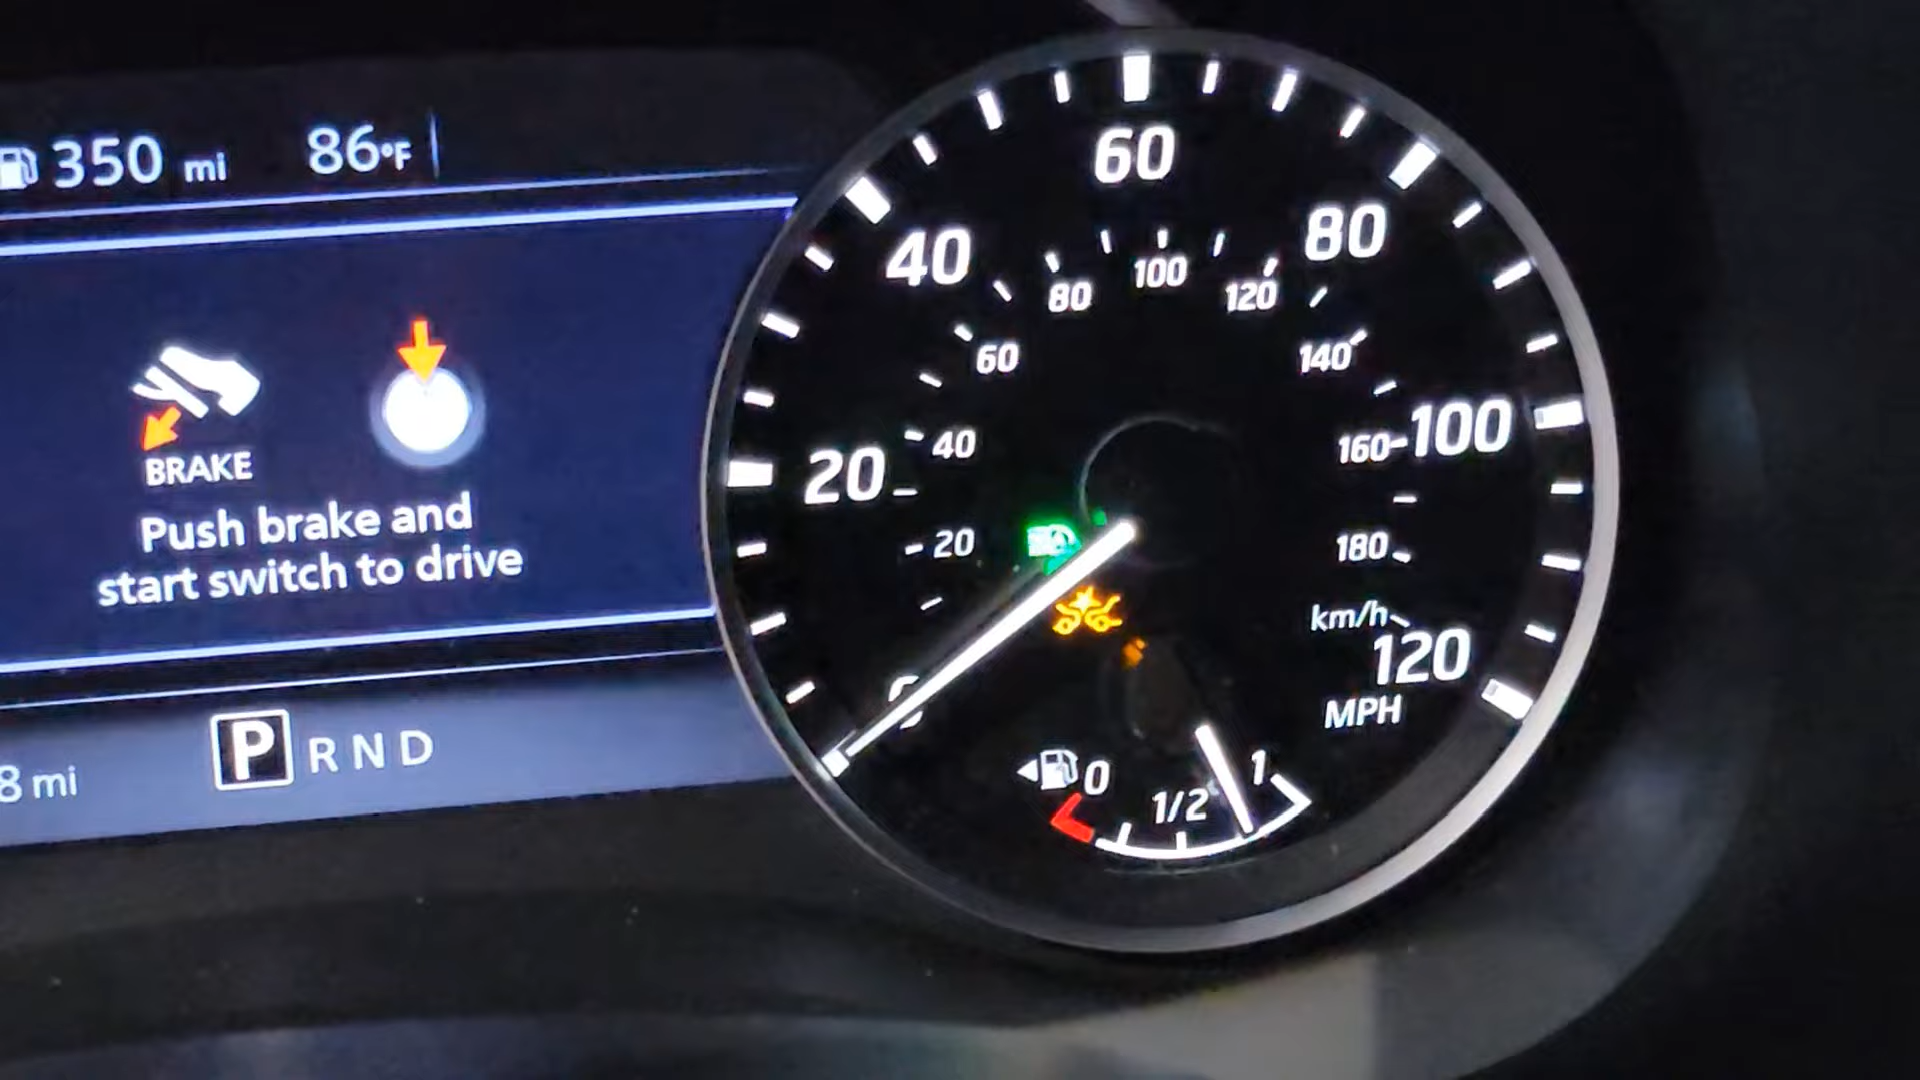 350 mi 86°F
BRAKE
Push brake and
start switch to drive
8 mi P R N D
0 20 40 60 80 100 120
MPH
20 40 60 80 100 120 140 160 180
km/h
0 1/2 1